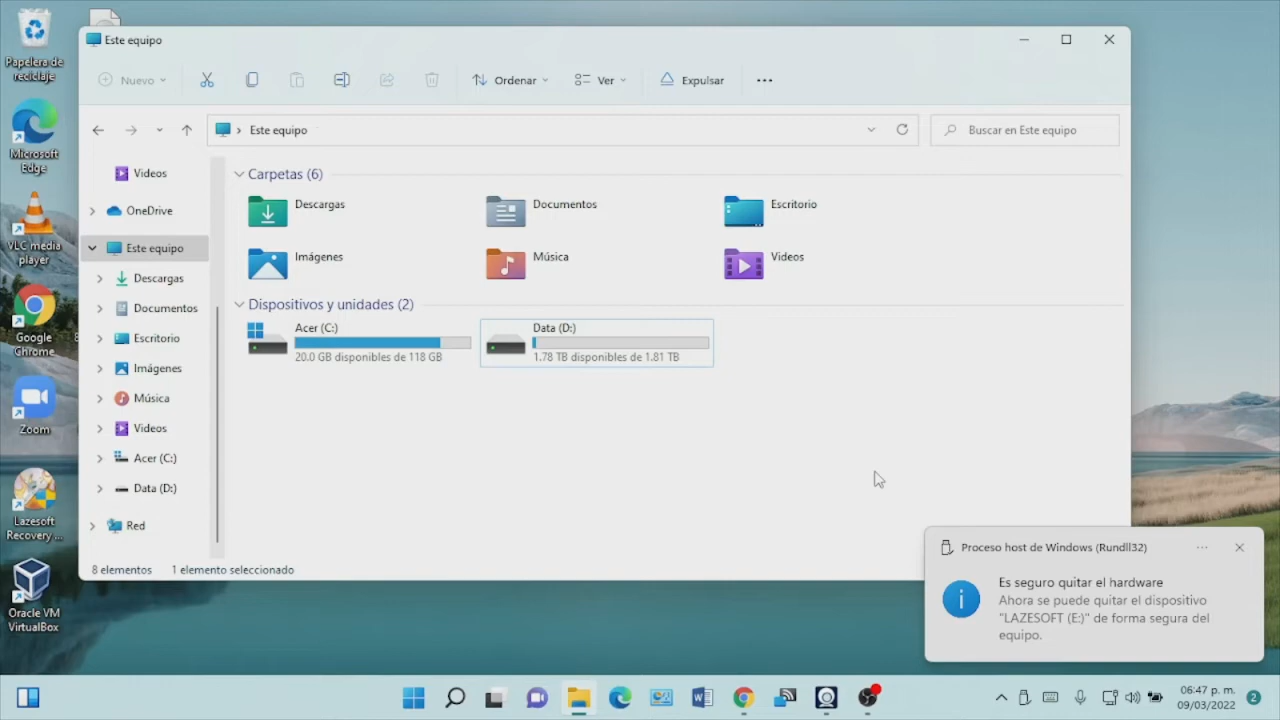 Papelera de
reciclaje
Microsoft
Edge
VLC media
player
Google
Chrome
Zoom
Lazesoft
Recovery ...
Oracle VM
VirtualBox
Este equipo
Nuevo
Ordenar
Ver
Expulsar
Este equipo
Buscar en Este equipo
Videos
OneDrive
Este equipo
Descargas
Documentos
Escritorio
Imágenes
Música
Videos
Acer (C:)
Data (D:)
Red
Carpetas (6)
Descargas
Documentos
Escritorio
Imágenes
Música
Videos
Dispositivos y unidades (2)
Acer (C:)
20.0 GB disponibles de 118 GB
Data (D:)
1.78 TB disponibles de 1.81 TB
8 elementos
1 elemento seleccionado
Proceso host de Windows (Rundll32)
Es seguro quitar el hardware
Ahora se puede quitar el dispositivo
"LAZESOFT (E:)" de forma segura del
equipo.
06:47 p. m.
09/03/2022
2